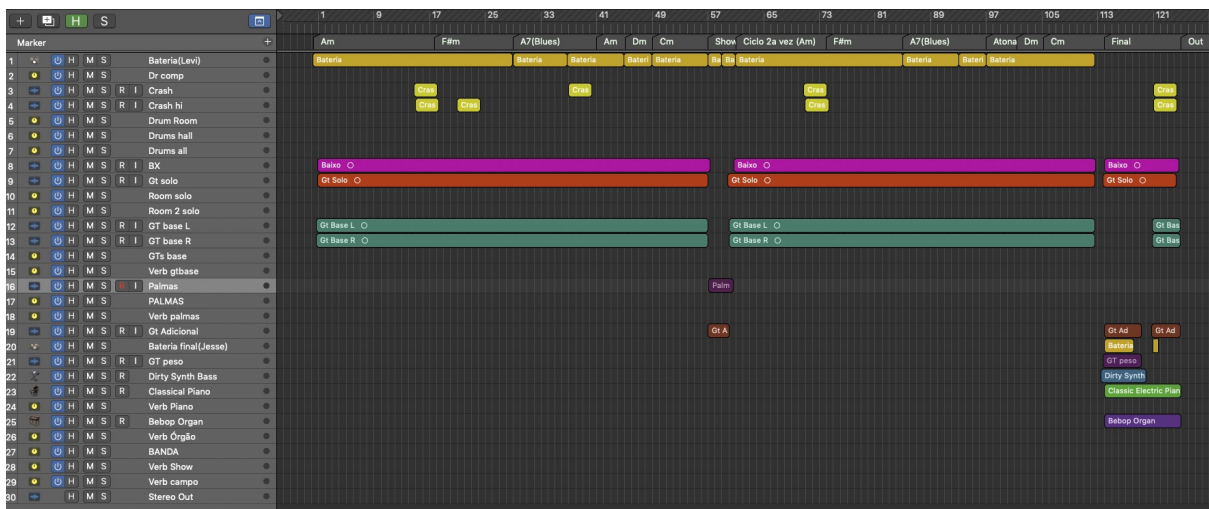 + H S
1 9 17 25 33 41 49 57 65 73 81 89 97 105 113 121
Marker +
Am F#m A7(Blues) Am Dm Cm Show Ciclo 2a vez (Am) F#m A7(Blues) Atona Dm Cm Final Out
1 H M S Bateria(Levi) Bateria Bateria Bateria Bateri Bateria Ba Ba Bateria Bateria Bateri Bateria
2 H M S Dr comp
3 H M S R I Crash Cras Cras Cras Cras
4 H M S R I Crash hi Cras Cras Cras Cras
5 H M S Drum Room
6 H M S Drums hall
7 H M S Drums all
8 H M S R I BX Baixo Baixo Baixo
9 H M S R I Gt solo Gt Solo Gt Solo Gt Solo
10 H M S Room solo
11 H M S Room 2 solo
12 H M S R I GT base L Gt Base L Gt Base L Gt Bas
13 H M S R I GT base R Gt Base R Gt Base R Gt Bas
14 H M S GTs base
15 H M S Verb gtbase
16 H M S R I Palmas Palm
17 H M S PALMAS
18 H M S Verb palmas
19 H M S R I Gt Adicional Gt A Gt Ad Gt Ad
20 H M S Bateria final(Jesse) Bateria
21 H M S R I GT peso GT peso
22 H M S R Dirty Synth Bass Dirty Synth
23 H M S R Classical Piano Classic Electric Pian
24 H M S Verb Piano
25 H M S R Bebop Organ Bebop Organ
26 H M S Verb Órgão
27 H M S BANDA
28 H M S Verb Show
29 H M S Verb campo
30 H M S Stereo Out